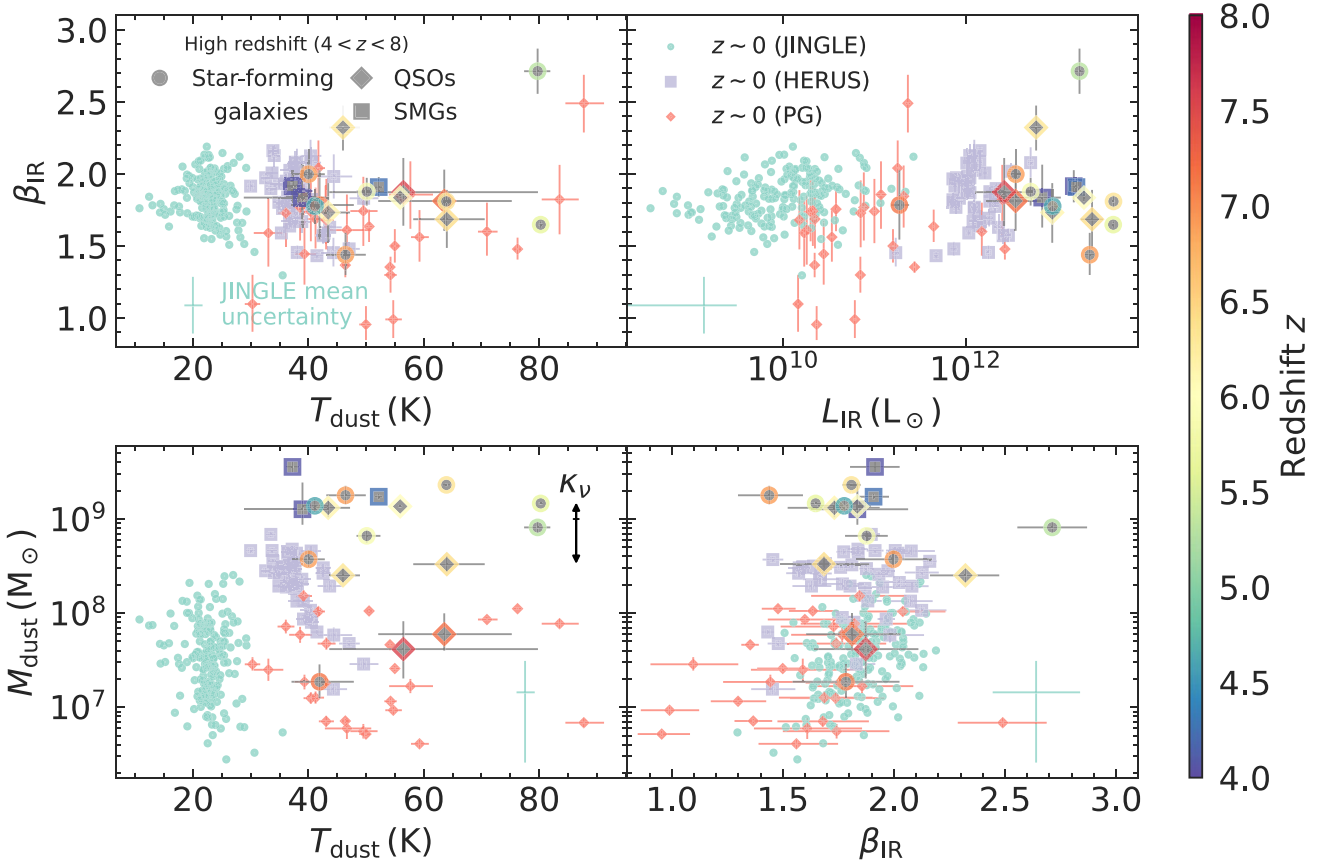 3.0
2.5
2.0
1.5
1.0
β_IR
High redshift (4 < z < 8)
Star-forming
galaxies
QSOs
SMGs
JINGLE mean
uncertainty
20 40 60 80
T_dust (K)
z ~ 0 (JINGLE)
z ~ 0 (HERUS)
z ~ 0 (PG)
10^10 10^12
L_IR (L_⊙)
10^9
10^8
10^7
M_dust (M_⊙)
κ_ν
20 40 60 80
T_dust (K)
1.0 1.5 2.0 2.5 3.0
β_IR
8.0
7.5
7.0
6.5
6.0
5.5
5.0
4.5
4.0
Redshift z